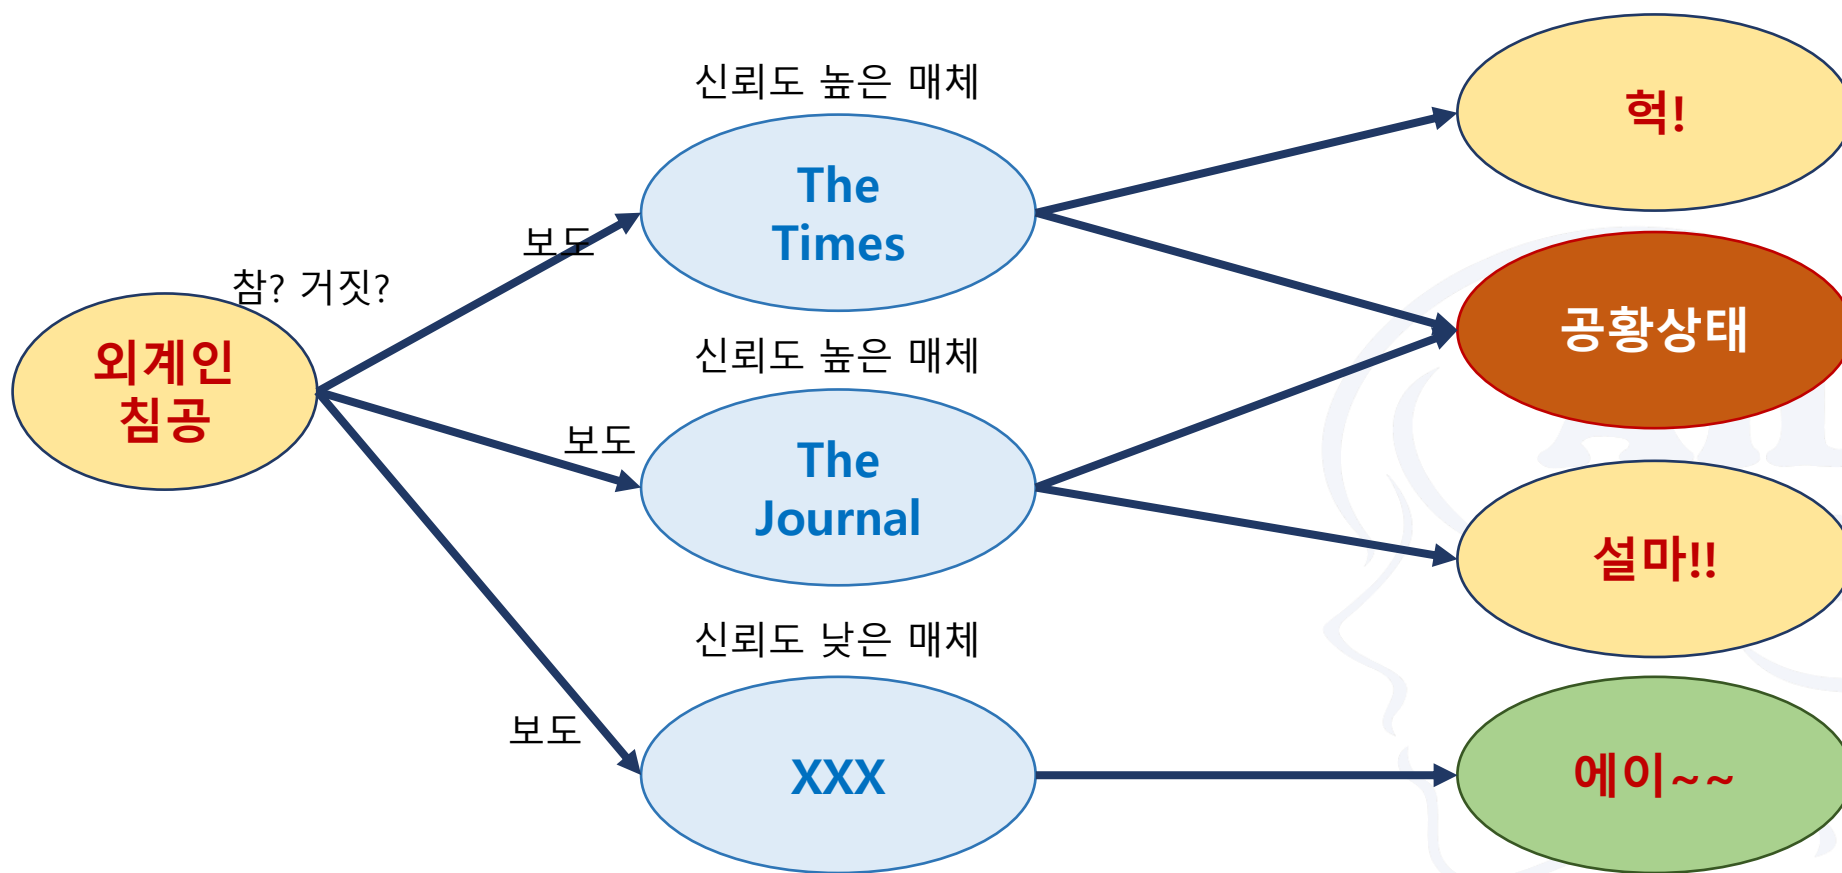 신뢰도 높은 매체
The
Times
헉!
보도
참? 거짓?
외계인
침공
공황상태
신뢰도 높은 매체
보도
The
Journal
설마!!
신뢰도 낮은 매체
보도
XXX
에이~~